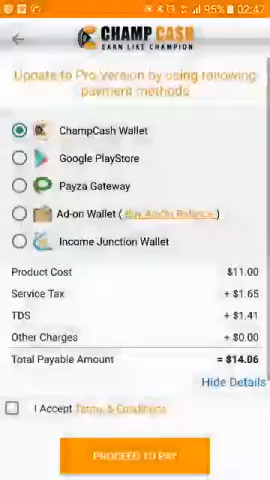 95% 02:47
CHAMP CASH
EARN LIKE CHAMPION
Update to Pro Version by using following
payment methods
ChampCash Wallet
Google PlayStore
Payza Gateway
Ad-on Wallet ( Buy Ad-On Balance )
Income Junction Wallet
Product Cost $11.00
Service Tax + $1.65
TDS + $1.41
Other Charges + $0.00
Total Payable Amount = $14.06
Hide Details
I Accept Terms & Conditions
PROCEED TO PAY